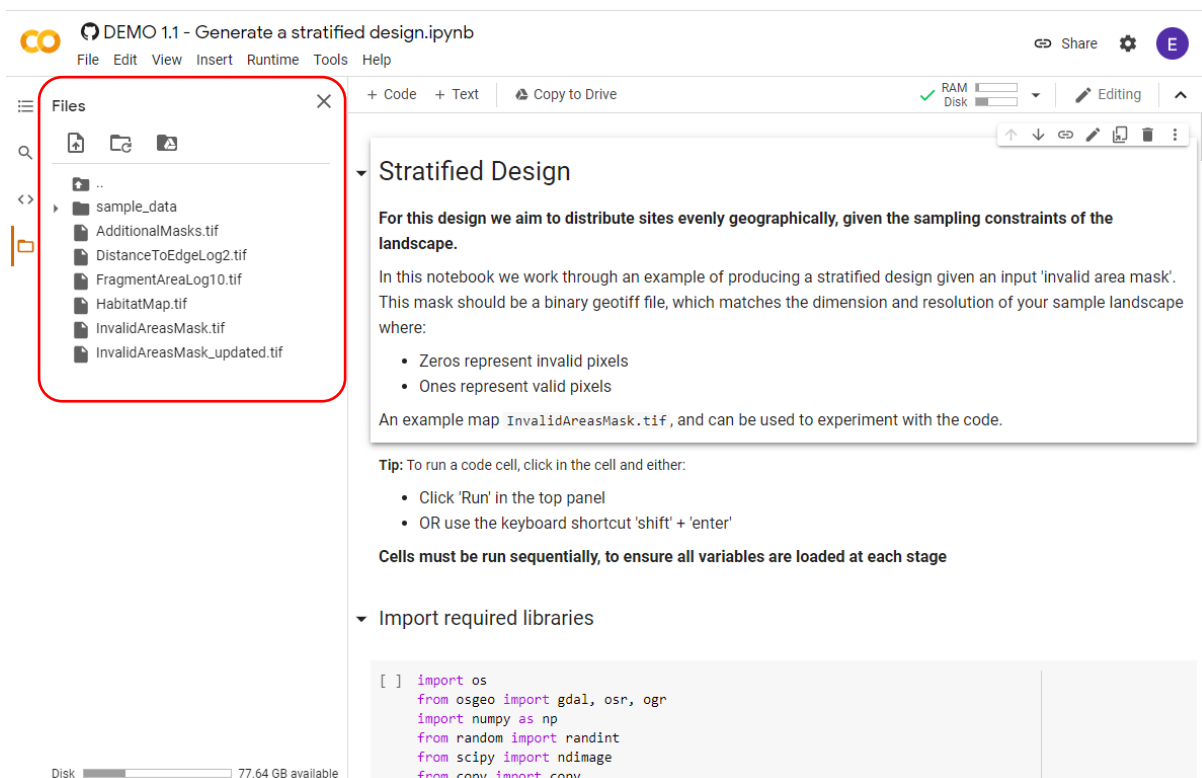 DEMO 1.1 - Generate a stratified design.ipynb
File Edit View Insert Runtime Tools Help
Share
E
Files
+ Code + Text Copy to Drive
RAM
Disk
Editing
..
sample_data
AdditionalMasks.tif
DistanceToEdgeLog2.tif
FragmentAreaLog10.tif
HabitatMap.tif
InvalidAreasMask.tif
InvalidAreasMask_updated.tif
Stratified Design
For this design we aim to distribute sites evenly geographically, given the sampling constraints of the
landscape.
In this notebook we work through an example of producing a stratified design given an input 'invalid area mask'.
This mask should be a binary geotiff file, which matches the dimension and resolution of your sample landscape
where:
• Zeros represent invalid pixels
• Ones represent valid pixels
An example map InvalidAreasMask.tif, and can be used to experiment with the code.
Tip: To run a code cell, click in the cell and either:
• Click 'Run' in the top panel
• OR use the keyboard shortcut 'shift' + 'enter'
Cells must be run sequentially, to ensure all variables are loaded at each stage
Import required libraries
[ ] import os
from osgeo import gdal, osr, ogr
import numpy as np
from random import randint
from scipy import ndimage
from copy import copy
Disk 77.64 GB available